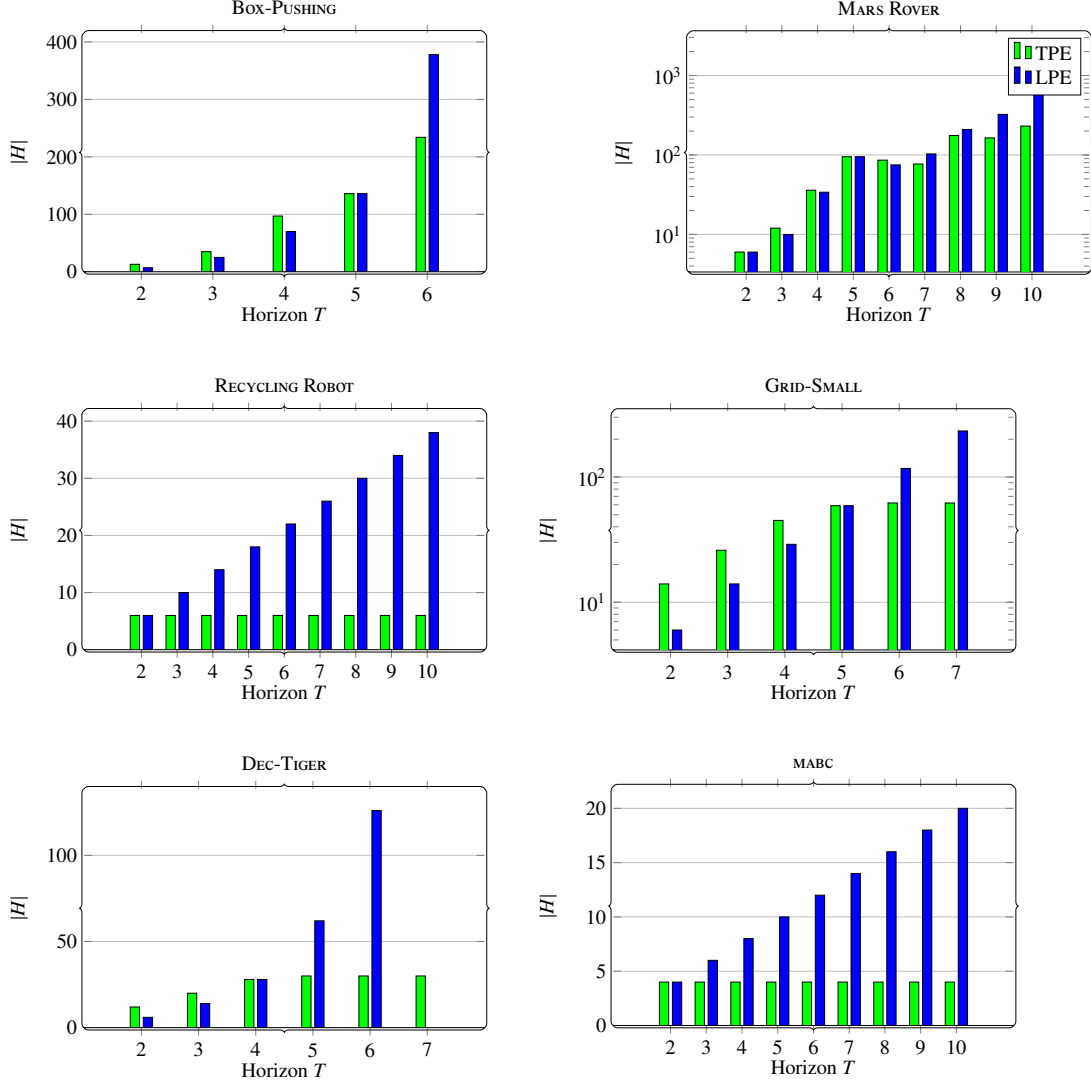 Box-Pushing
400
300
200
100
0
|H|
2 3 4 5 6
Horizon T
Mars Rover
TPE
LPE
10³
10²
10¹
|H|
2 3 4 5 6 7 8 9 10
Horizon T
Recycling Robot
40
30
20
10
0
|H|
2 3 4 5 6 7 8 9 10
Horizon T
Grid-Small
10²
10¹
|H|
2 3 4 5 6 7
Horizon T
Dec-Tiger
100
50
0
|H|
2 3 4 5 6 7
Horizon T
mabc
20
15
10
5
0
|H|
2 3 4 5 6 7 8 9 10
Horizon T